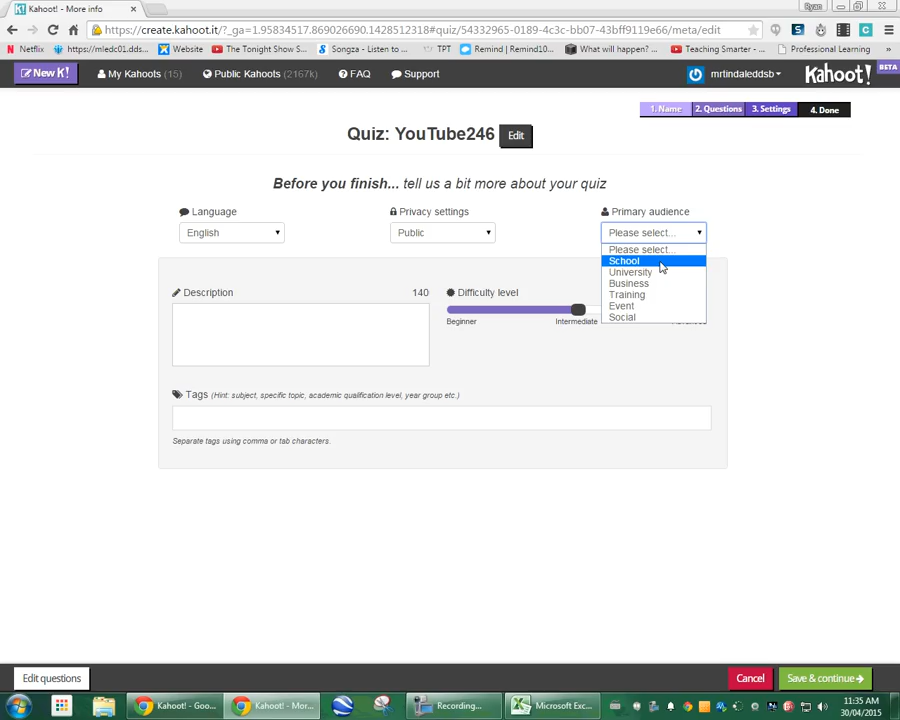 Kahoot! - More info
Ryan
https://create.kahoot.it/?_ga=1.95834517.869026690.1428512318#quiz/54332965-0189-4c3c-bb07-43bff9119e66/meta/edit
Netflix https://mledc01.dds... Website The Tonight Show S... Songza - Listen to ... TPT Remind | Remind10... What will happen? ... Teaching Smarter - ... Professional Learning »
New K! My Kahoots (15) Public Kahoots (2167k) FAQ Support mrtindaleddsb Kahoot! BETA
1. Name 2. Questions 3. Settings 4. Done
Quiz: YouTube246 Edit
Before you finish... tell us a bit more about your quiz
Language Privacy settings Primary audience
English Public Please select...
Please select...
School
University
Business
Training
Event
Social
Description 140 Difficulty level
Beginner Intermediate
Tags (Hint: subject, specific topic, academic qualification level, year group etc.)
Separate tags using comma or tab characters.
Edit questions Cancel Save & continue
Kahoot! - Goo... Kahoot! - Mo... Recording... Microsoft Exc...
11:35 AM
30/04/2015